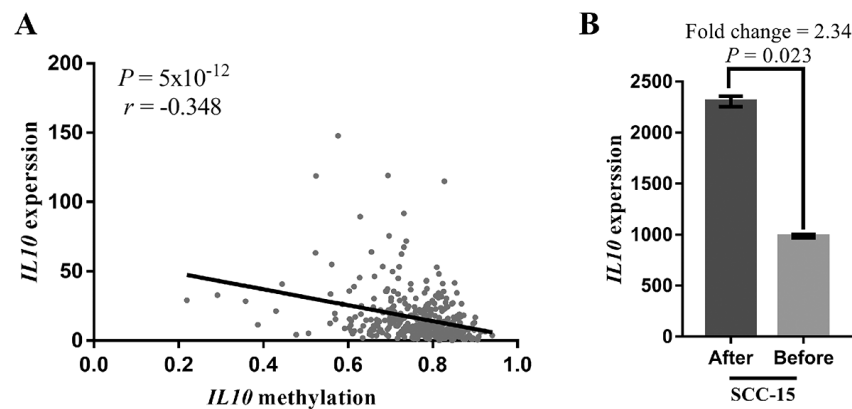 A
P = 5x10⁻¹²
r = -0.348
200
150
100
50
0
IL10 experssion
0.0 0.2 0.4 0.6 0.8 1.0
IL10 methylation
B
Fold change = 2.34
P = 0.023
2500
2000
1500
1000
500
0
IL10 experssion
After Before
SCC-15